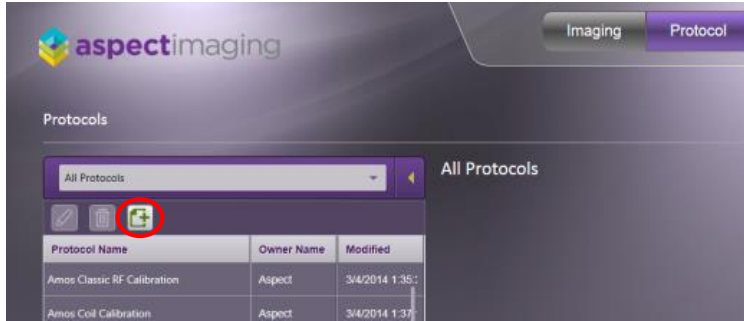 aspectimaging
Imaging
Protocol
Protocols
All Protocols
All Protocols
Protocol Name
Owner Name
Modified
Amos Classic RF Calibration
Aspect
3/4/2014 1:35:
Amos Coil Calibration
Aspect
3/4/2014 1:37